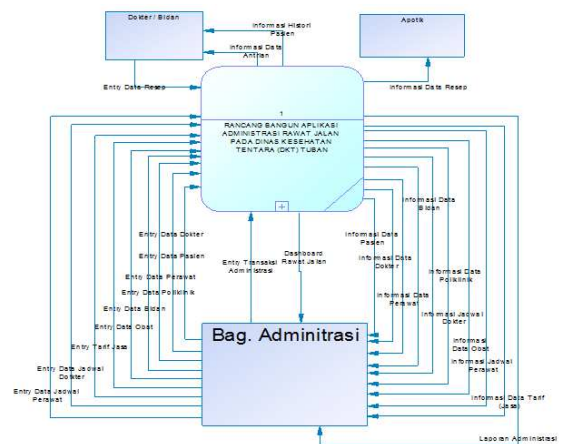 Dokter / Bidan
Informasi Histori
Pasien
Informasi Data
Antrian
Apotik
Entry Data Resep
Informasi Data Resep
1
RANCANG BANGUN APLIKASI
ADMINISTRASI RAWAT JALAN
PADA DINAS KESEHATAN
TENTARA (DKT) TUBAN
Informasi Data
Bidan
Informasi Data
Pasien
Entry Data Dokter
Entry Data Pasien
Entry Data Perawat
Entry Data Poliklinik
Entry Data Bidan
Entry Data Obat
Entry Tarif Jasa
Entry Data Jadwal
Dokter
Entry Data Jadwal
Perawat
Entry Transaksi
Administrasi
Dashboard
Rawat Jalan
Informasi Data
Dokter
Informasi Data
Poliklinik
Informasi Data
Perawat
Informasi Jadwal
Dokter
Informasi
Data Obat
Informasi Jadwal
Perawat
Informasi Data Tarif
(Jasa)
Bag. Adminitrasi
Laporan Administrasi